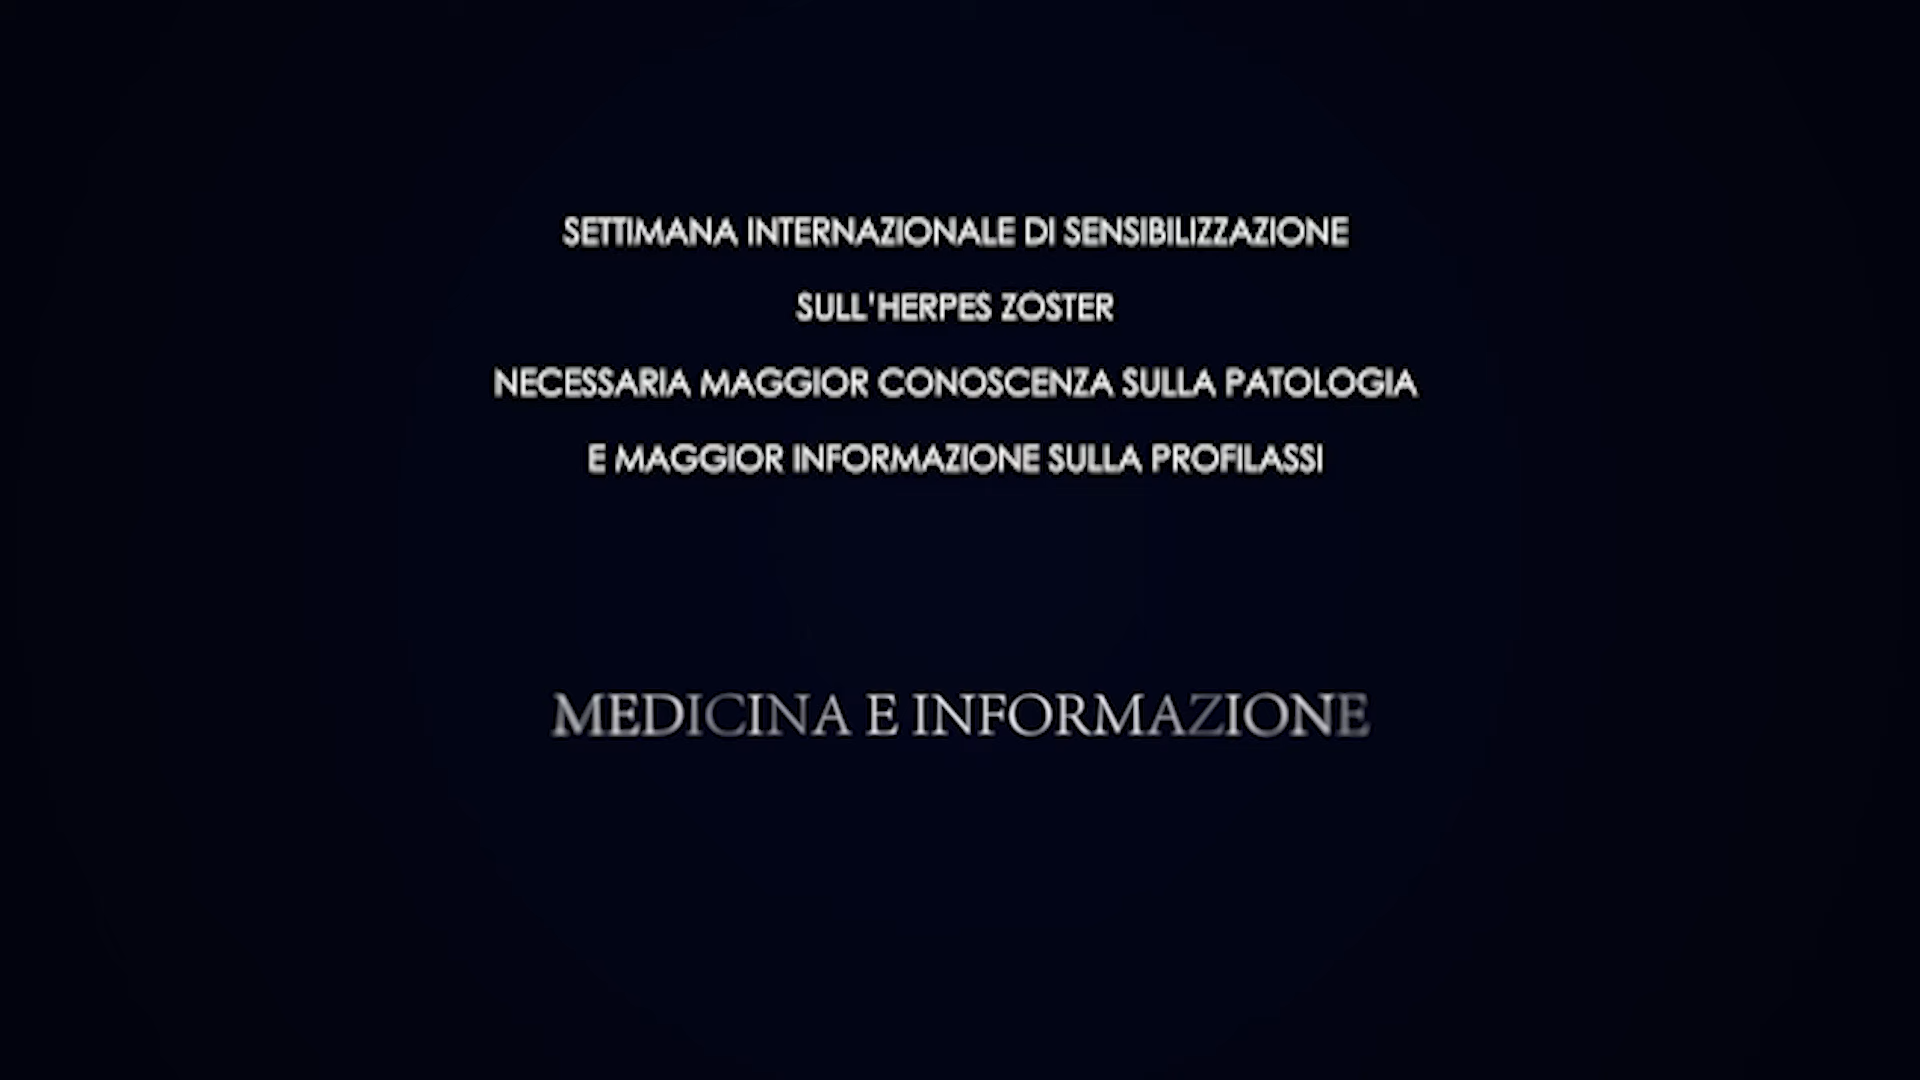 SETTIMANA INTERNAZIONALE DI SENSIBILIZZAZIONE
SULL'HERPES ZOSTER
NECESSARIA MAGGIOR CONOSCENZA SULLA PATOLOGIA
E MAGGIOR INFORMAZIONE SULLA PROFILASSI
MEDICINA E INFORMAZIONE